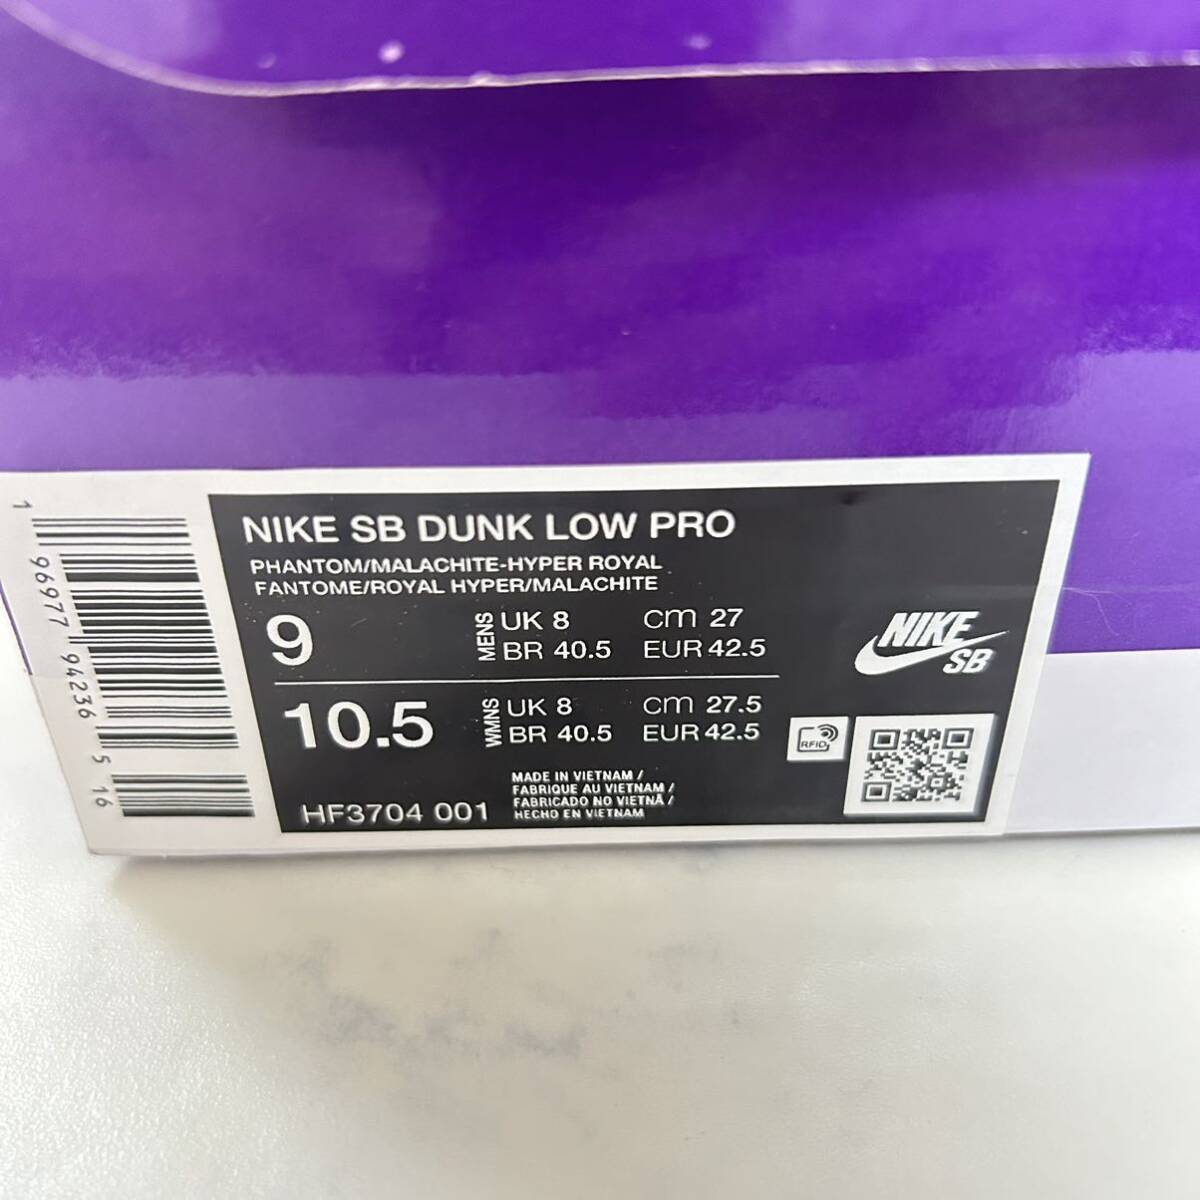 NIKE SB DUNK LOW PRO
PHANTOM/MALACHITE-HYPER ROYAL
FANTOME/ROYAL HYPER/MALACHITE
9 MENS UK 8 cm 27
BR 40.5 EUR 42.5
10.5 WMNS UK 8 cm 27.5
BR 40.5 EUR 42.5
MADE IN VIETNAM /
FABRIQUE AU VIETNAM /
FABRICADO NO VIETNÃ /
HECHO EN VIETNAM
HF3704 001
NIKE
SB
RFID
1 96977 94236 5 16